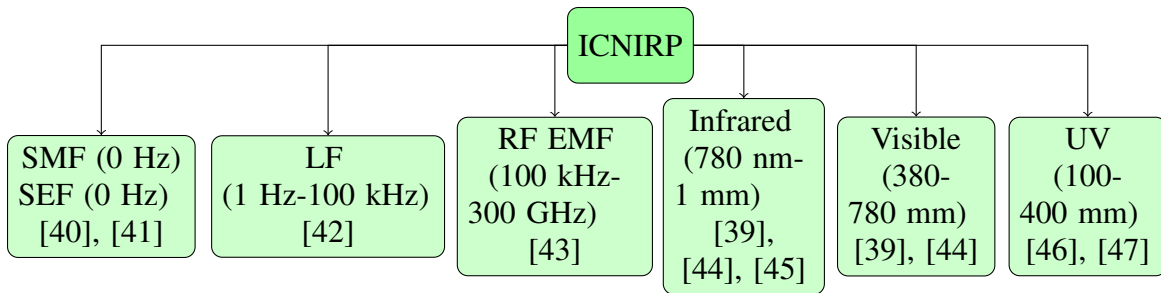 ICNIRP
SMF (0 Hz)
SEF (0 Hz)
[40], [41]
LF
(1 Hz-100 kHz)
[42]
RF EMF
(100 kHz-
300 GHz)
[43]
Infrared
(780 nm-
1 mm)
[39],
[44], [45]
Visible
(380-
780 mm)
[39], [44]
UV
(100-
400 mm)
[46], [47]